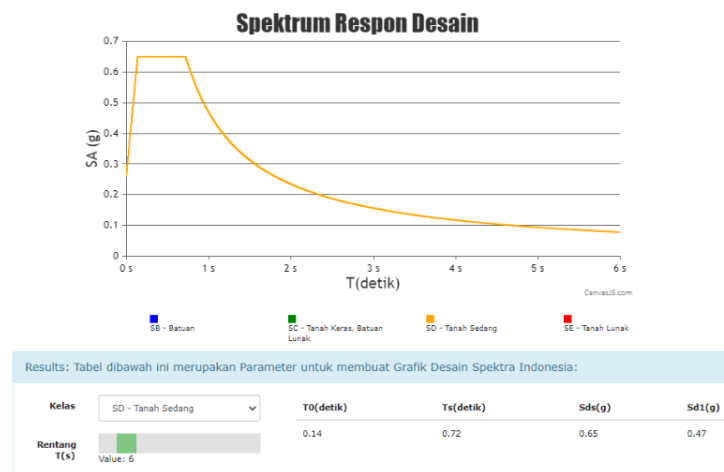 Spektrum Respon Desain
0.7
0.6
0.5
0.4
0.3
0.2
0.1
0
SA (g)
0 s 1 s 2 s 3 s 4 s 5 s 6 s
T(detik)
CanvasJS.com
SB - Batuan
SC - Tanah Keras, Batuan
Lunak
SD - Tanah Sedang
SE - Tanah Lunak
Results: Tabel dibawah ini merupakan Parameter untuk membuat Grafik Desain Spektra Indonesia:
Kelas
SD - Tanah Sedang
Rentang
T(s)
Value: 6
T0(detik) Ts(detik) Sds(g) Sd1(g)
0.14 0.72 0.65 0.47